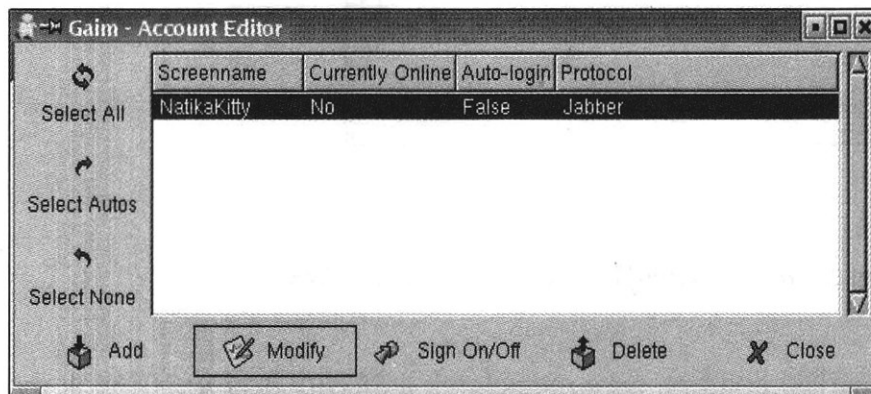 Gaim - Account Editor
Select All
Select Autos
Select None
Screenname Currently Online Auto-login Protocol
NatikaKitty No False Jabber
Add Modify Sign On/Off Delete Close